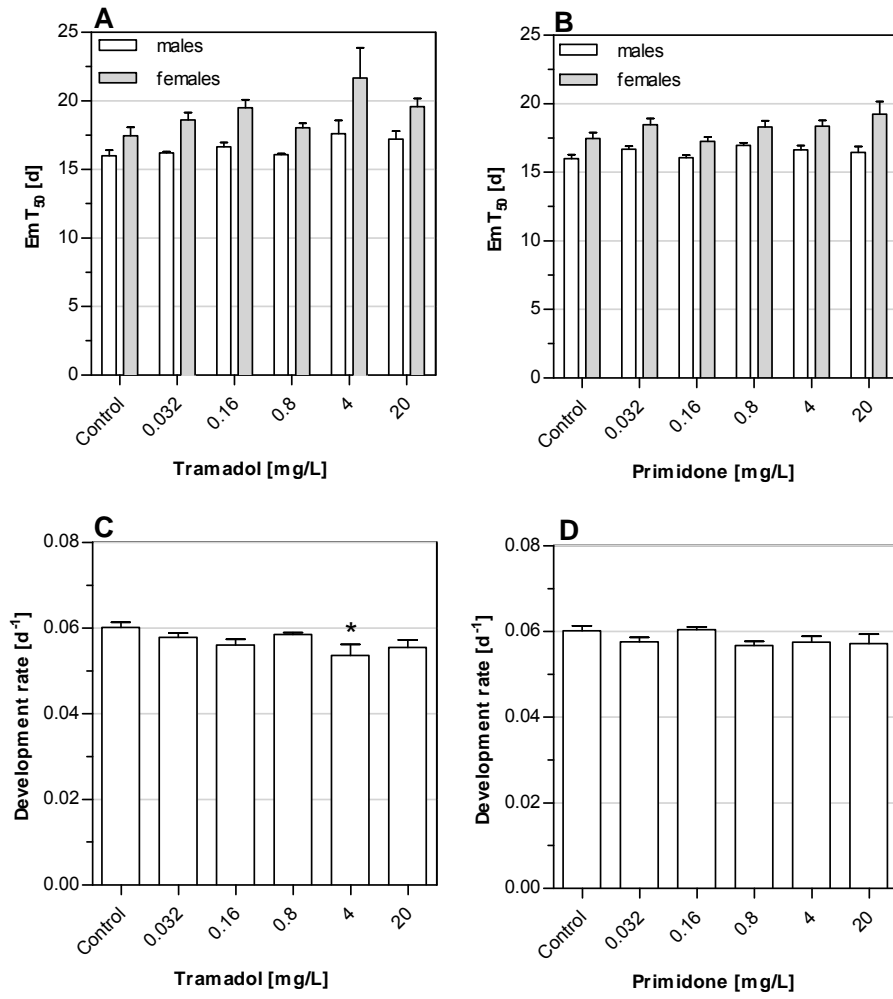 A
25
20
15
10
5
0
EmT50 [d]
males
females
Control
0.032
0.16
0.8
4
20
Tramadol [mg/L]
B
25
20
15
10
5
0
EmT50 [d]
males
females
Control
0.032
0.16
0.8
4
20
Primidone [mg/L]
C
0.08
0.06
0.04
0.02
0.00
Development rate [d-1]
*
Control
0.032
0.16
0.8
4
20
Tramadol [mg/L]
D
0.08
0.06
0.04
0.02
0.00
Development rate [d-1]
Control
0.032
0.16
0.8
4
20
Primidone [mg/L]